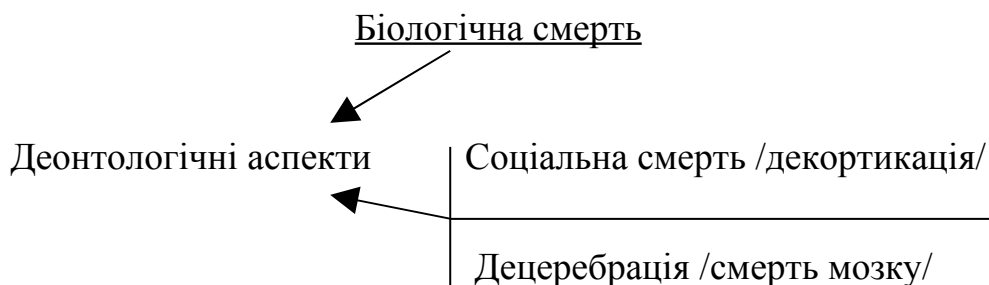 Біологічна смерть
Деонтологічні аспекти
Соціальна смерть /декортикація/
Децеребрація /смерть мозку/